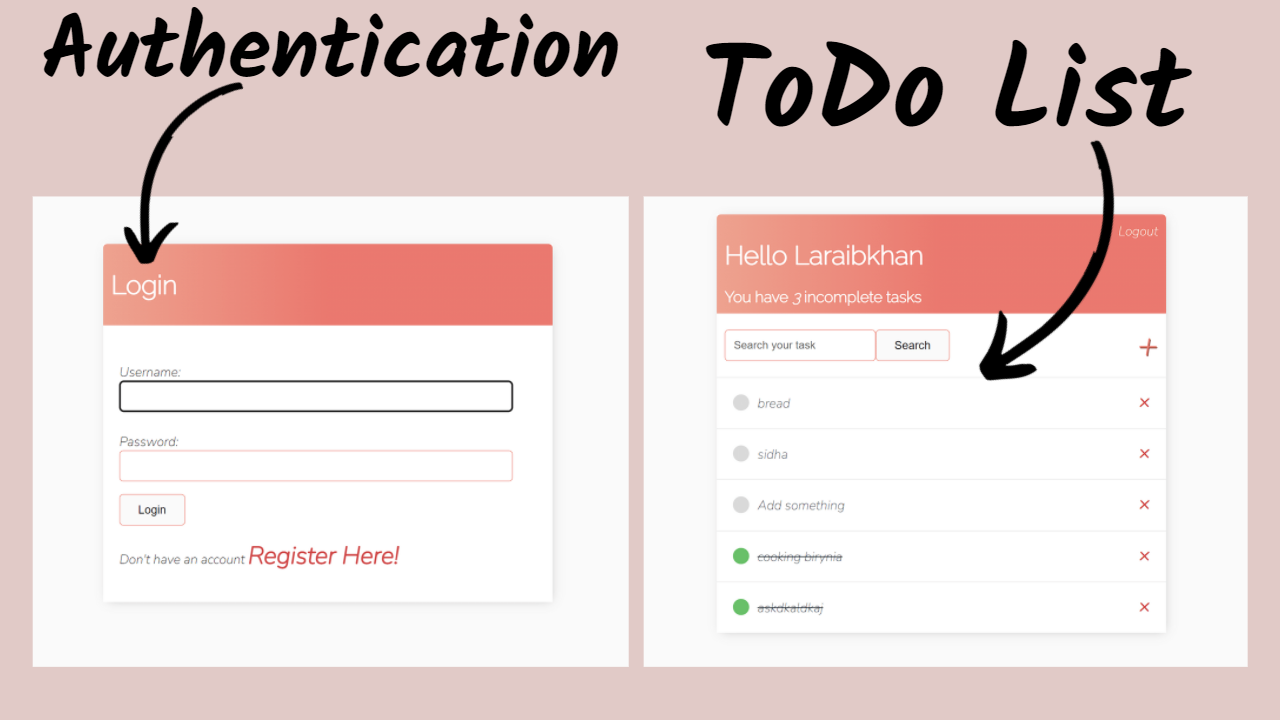 Authentication
ToDo List
Login
Username:
Password:
Login
Don't have an account Register Here!
Logout
Hello Laraibkhan
You have 3 incomplete tasks
Search your task
Search
bread
sidha
Add something
cooking birynia
askdkaldkaj